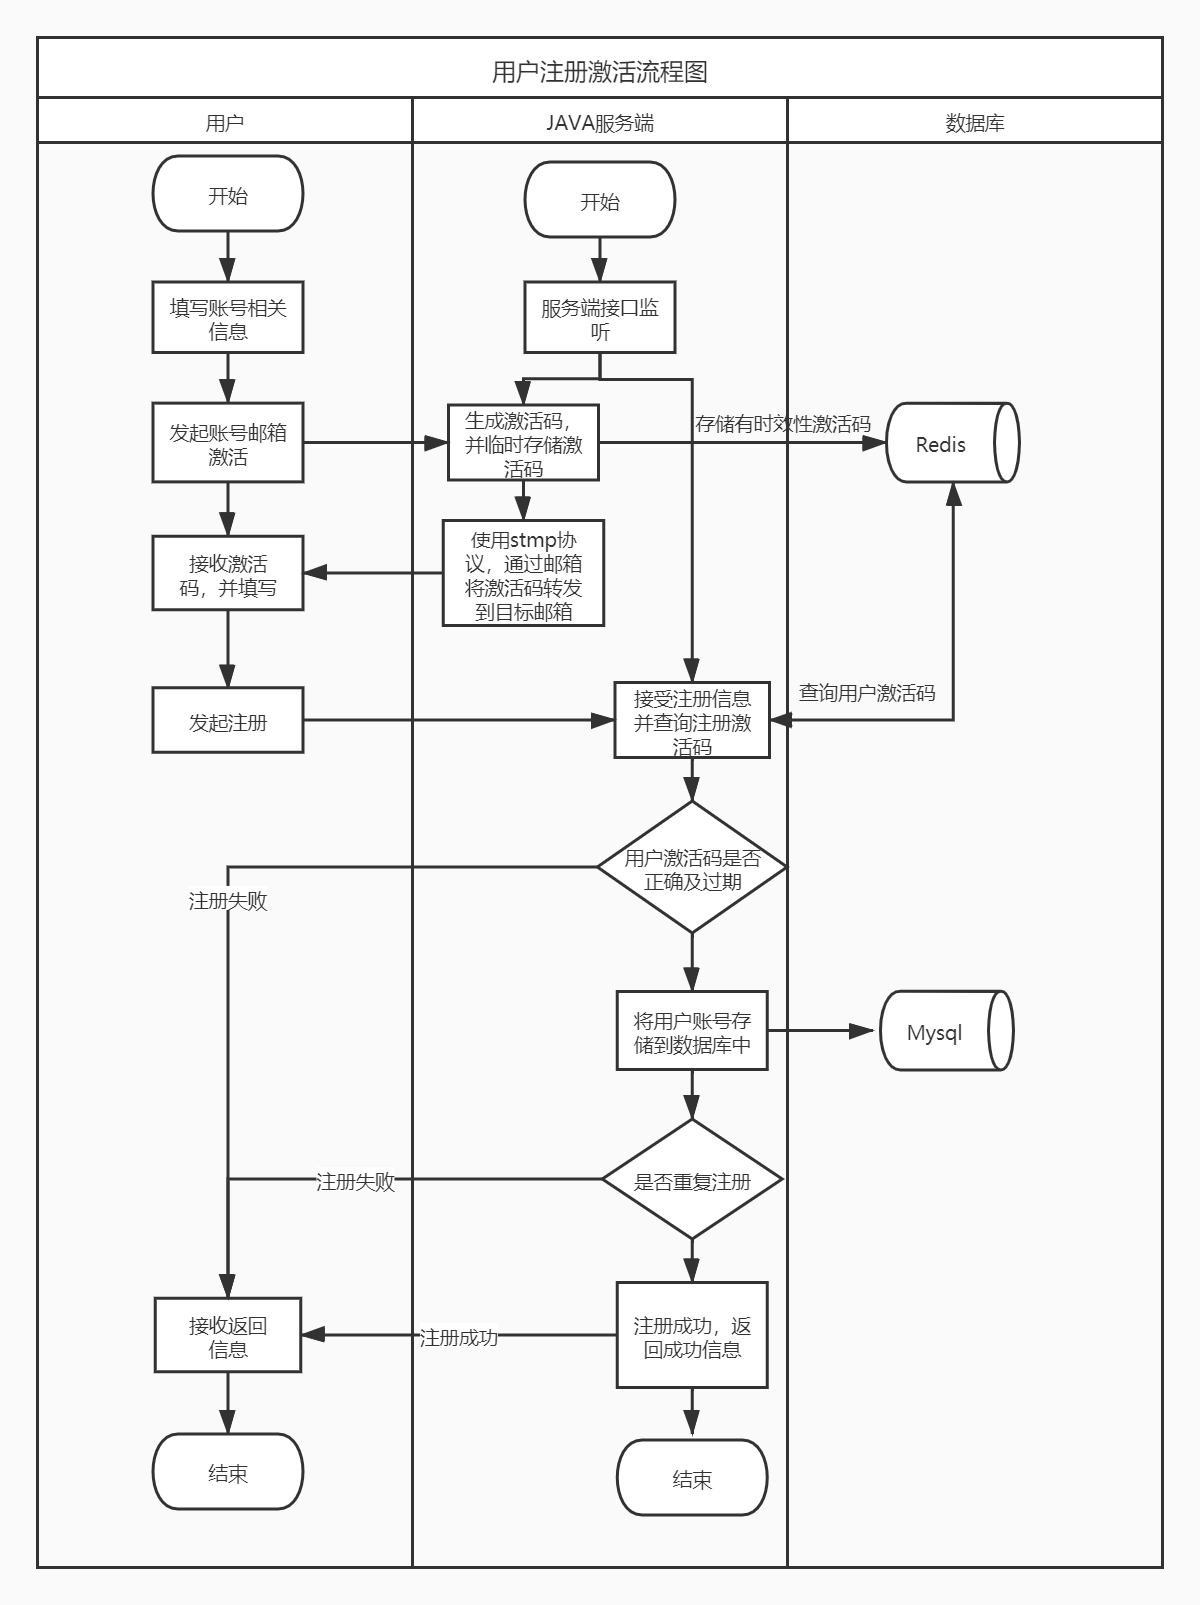 用户注册激活流程图
用户
JAVA服务端
数据库
开始
开始
填写账号相关
信息
服务端接口监
听
发起账号邮箱
激活
生成激活码,
并临时存储激
活码
存储有时效性激活码
Redis
接收激活
码，并填写
使用stmp协
议，通过邮箱
将激活码转发
到目标邮箱
发起注册
接受注册信息
并查询注册激
活码
查询用户激活码
用户激活码是否
正确及过期
注册失败
将用户账号存
储到数据库中
Mysql
注册失败
是否重复注册
接收返回
信息
注册成功
注册成功，返
回成功信息
结束
结束